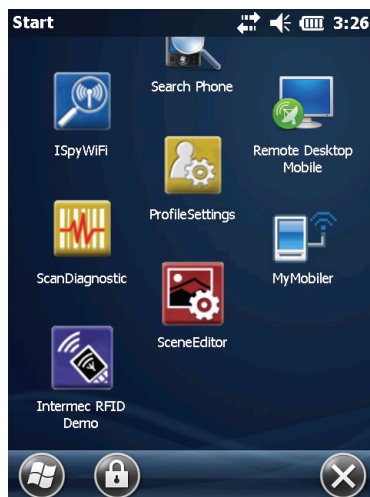 Start
3:26
Search Phone
ISpyWiFi
Remote Desktop
Mobile
ProfileSettings
ScanDiagnostic
MyMobiler
SceneEditor
Intermec RFID
Demo